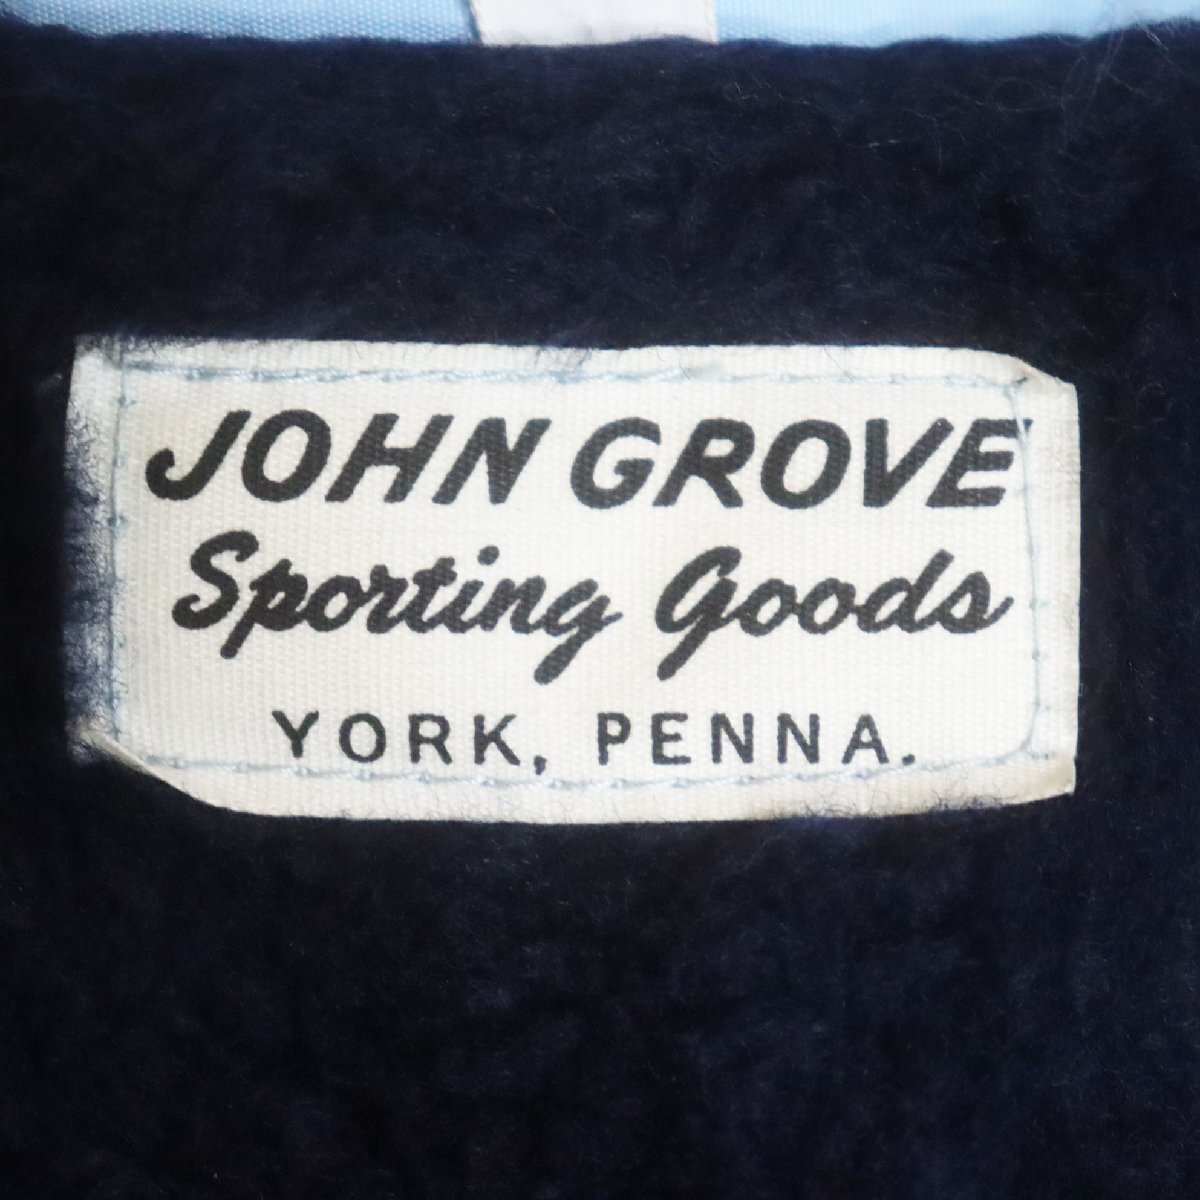 JOHN GROVE
Sporting Goods
YORK, PENNA.